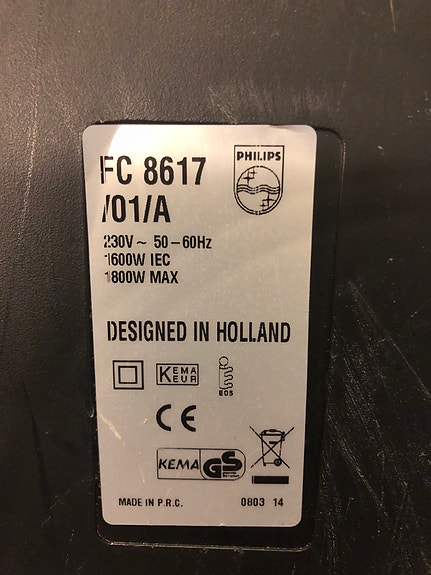 PHILIPS
FC 8617
/01/A
230V ~ 50-60Hz
1600W IEC
1800W MAX
DESIGNED IN HOLLAND
KEMA
KEUR
CE
KEMA GS
MADE IN P.R.C. 0803 14